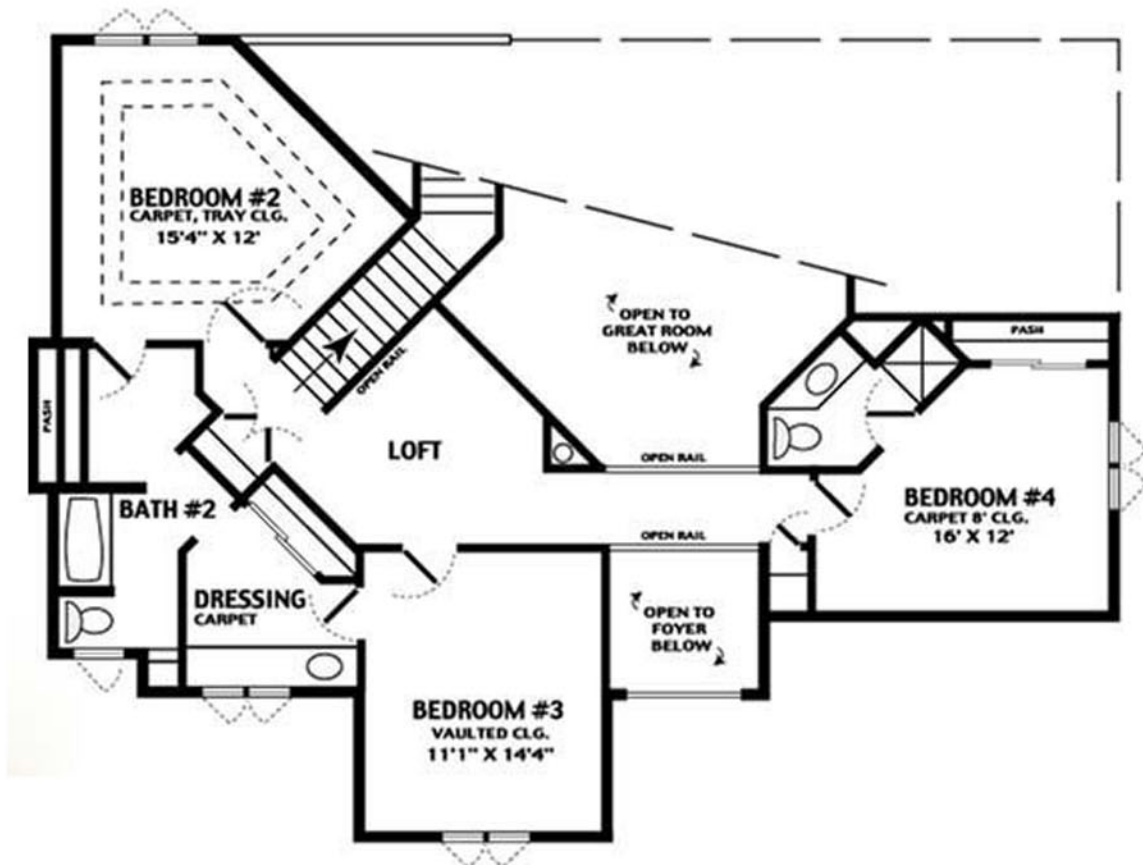 BEDROOM #2
CARPET, TRAY CLG.
15'4" X 12'
OPEN TO
GREAT ROOM
BELOW
PASH
OPEN RAIL
PASH
LOFT
OPEN RAIL
BEDROOM #4
CARPET 8' CLG.
16' X 12'
BATH #2
OPEN RAIL
DRESSING
CARPET
OPEN TO
FOYER
BELOW
BEDROOM #3
VAULTED CLG.
11'1" X 14'4"